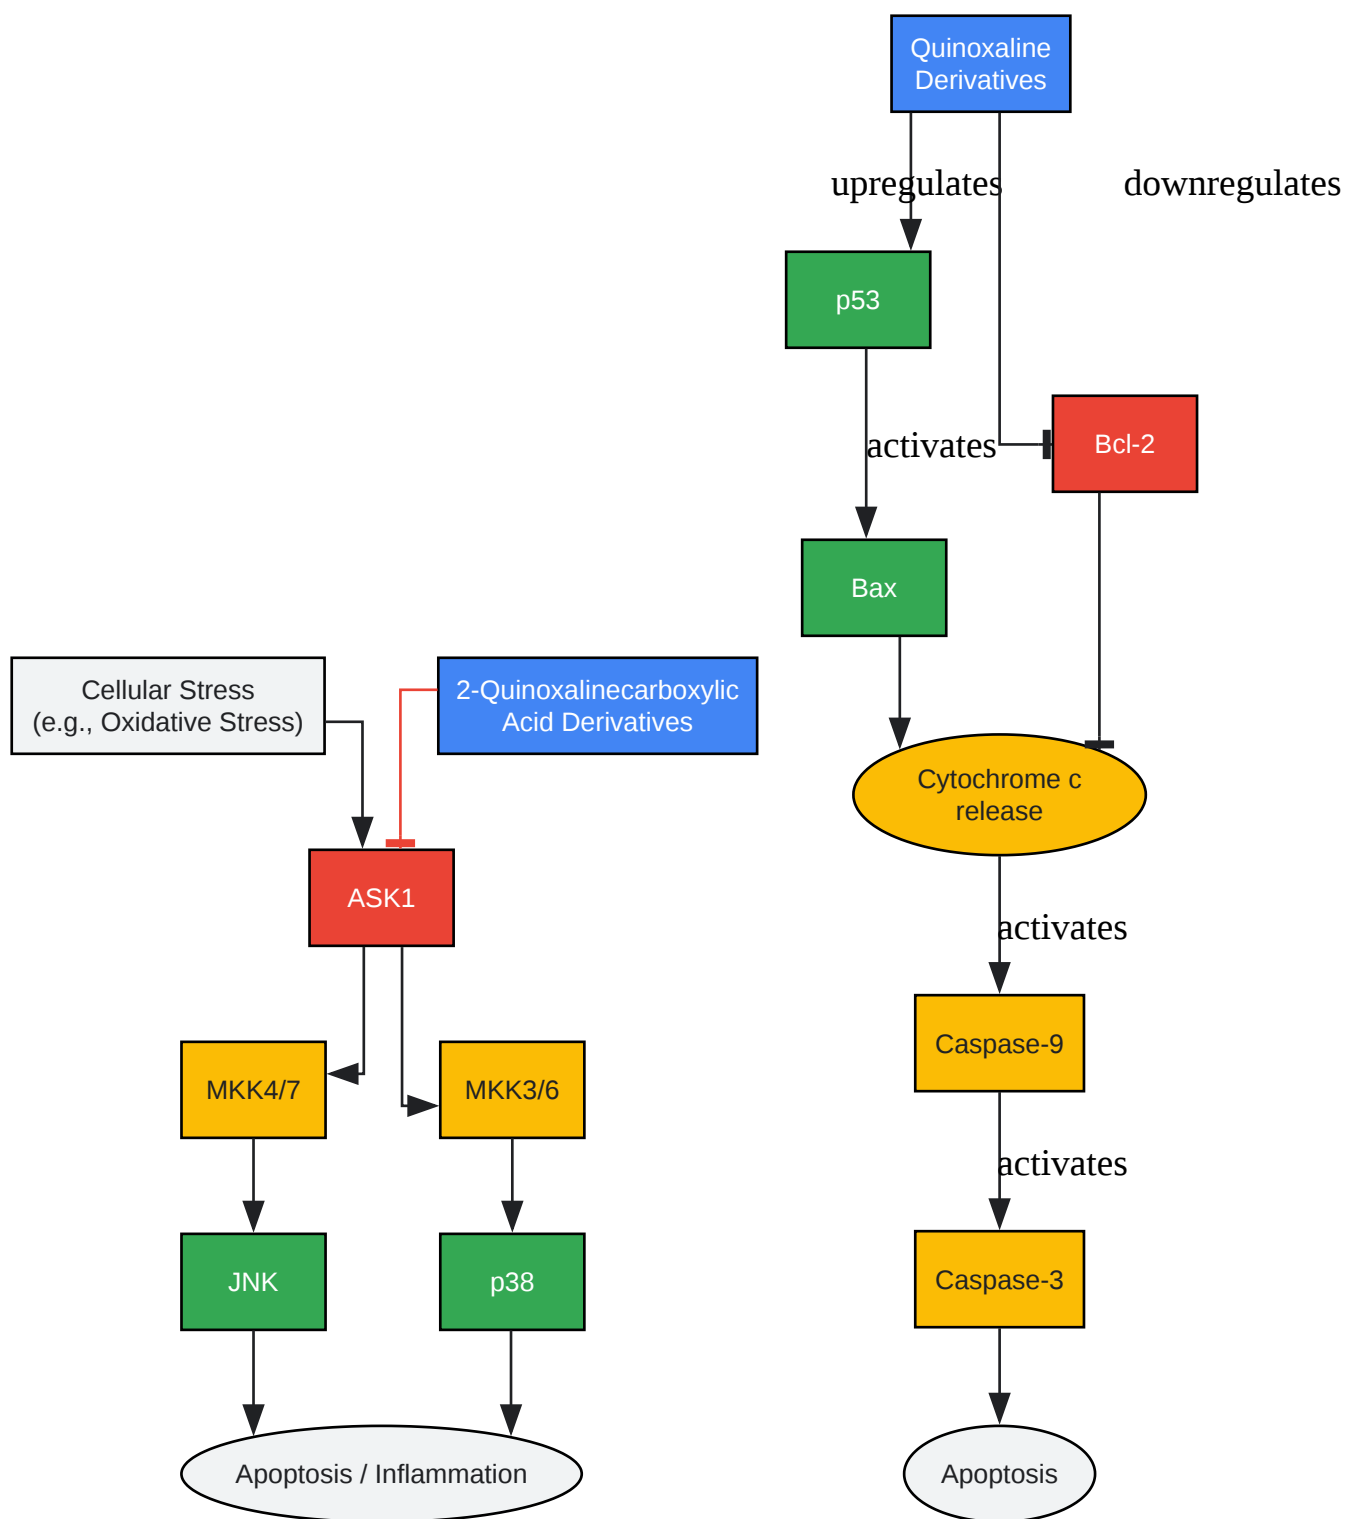 Quinoxaline
Derivatives
upregulates
downregulates
p53
activates
Bcl-2
Bax
Cellular Stress
(e.g., Oxidative Stress)
2-Quinoxalinecarboxylic
Acid Derivatives
Cytochrome c
release
ASK1
activates
MKK4/7
MKK3/6
Caspase-9
activates
JNK
p38
Caspase-3
Apoptosis / Inflammation
Apoptosis